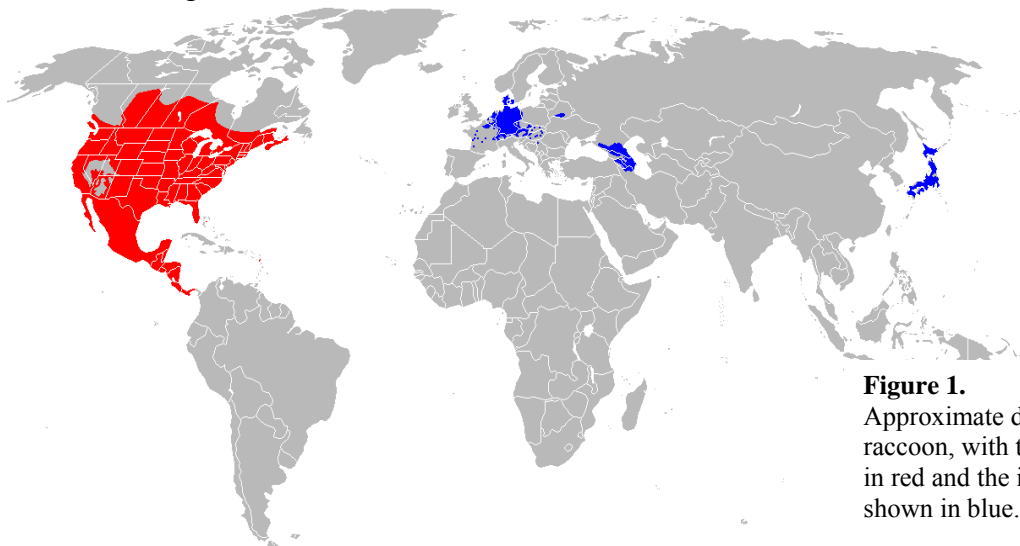 Figure 1.
Approximate
raccoon, with
in red and the
shown in blue.